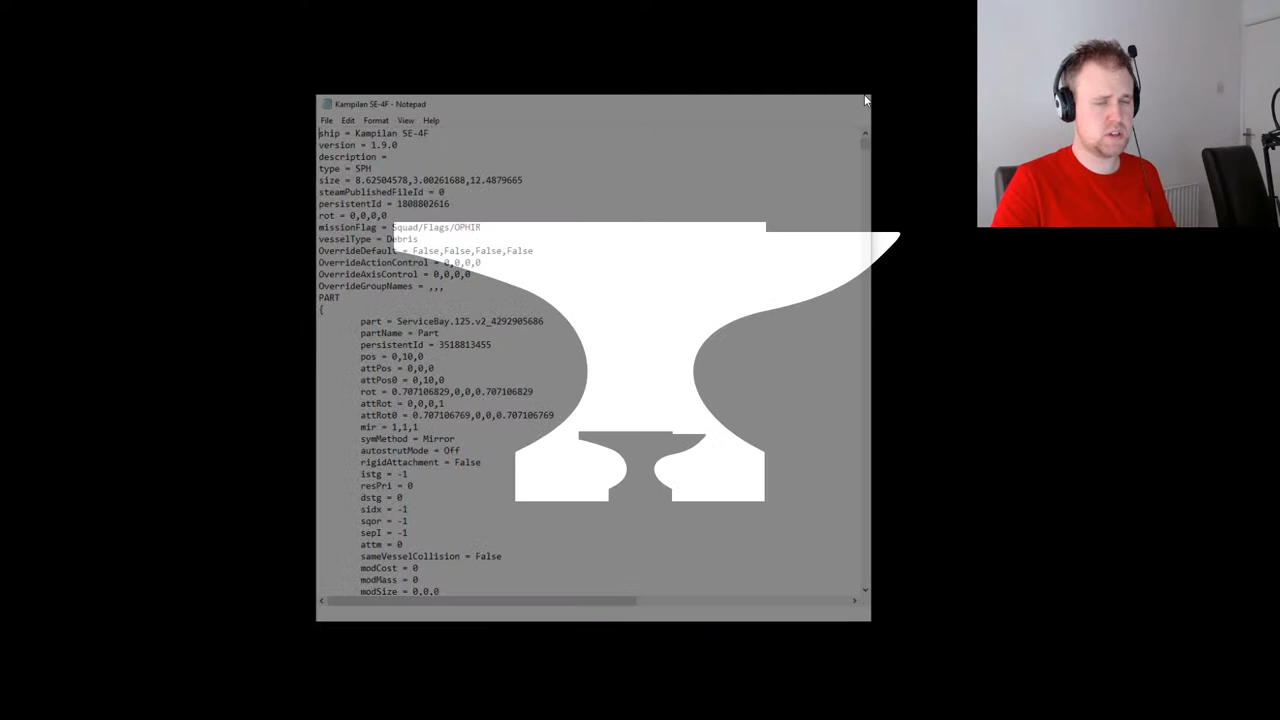 Kampilan SE-4F - Notepad
File Edit Format View Help
ship = Kampilan SE-4F
version = 1.9.0
description =
type = SPH
size = 8.62504578,3.00261688,12.4879665
steamPublishedFileId = 0
persistentId = 1808802616
rot = 0,0,0,0
missionFlag = Squad/Flags/OPHIR
vesselType = Debris
OverrideDefault = False,False,False,False
OverrideActionControl = 0,0,0,0
OverrideAxisControl = 0,0,0,0
OverrideGroupNames = ,,,
PART
{
part = ServiceBay.125.v2_4292905686
partName = Part
persistentId = 3518813455
pos = 0,10,0
attPos = 0,0,0
attPos0 = 0,10,0
rot = 0.707106829,0,0,0.707106829
attRot = 0,0,0,1
attRot0 = 0.707106769,0,0,0.707106769
mir = 1,1,1
symMethod = Mirror
autostrutMode = Off
rigidAttachment = False
istg = -1
resPri = 0
dstg = 0
sidx = -1
sqor = -1
sepI = -1
attm = 0
sameVesselCollision = False
modCost = 0
modMass = 0
modSize = 0,0,0